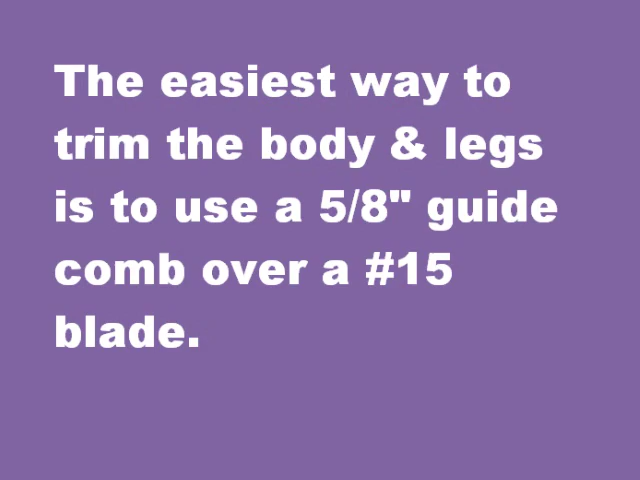 The easiest way to
trim the body & legs
is to use a 5/8" guide
comb over a #15
blade.